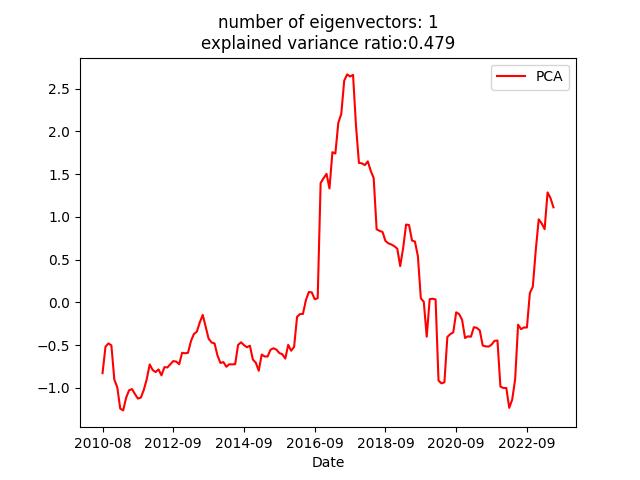 number of eigenvectors: 1
explained variance ratio:0.479
PCA
2.5
2.0
1.5
1.0
0.5
0.0
−0.5
−1.0
2010-08 2012-09 2014-09 2016-09 2018-09 2020-09 2022-09
Date